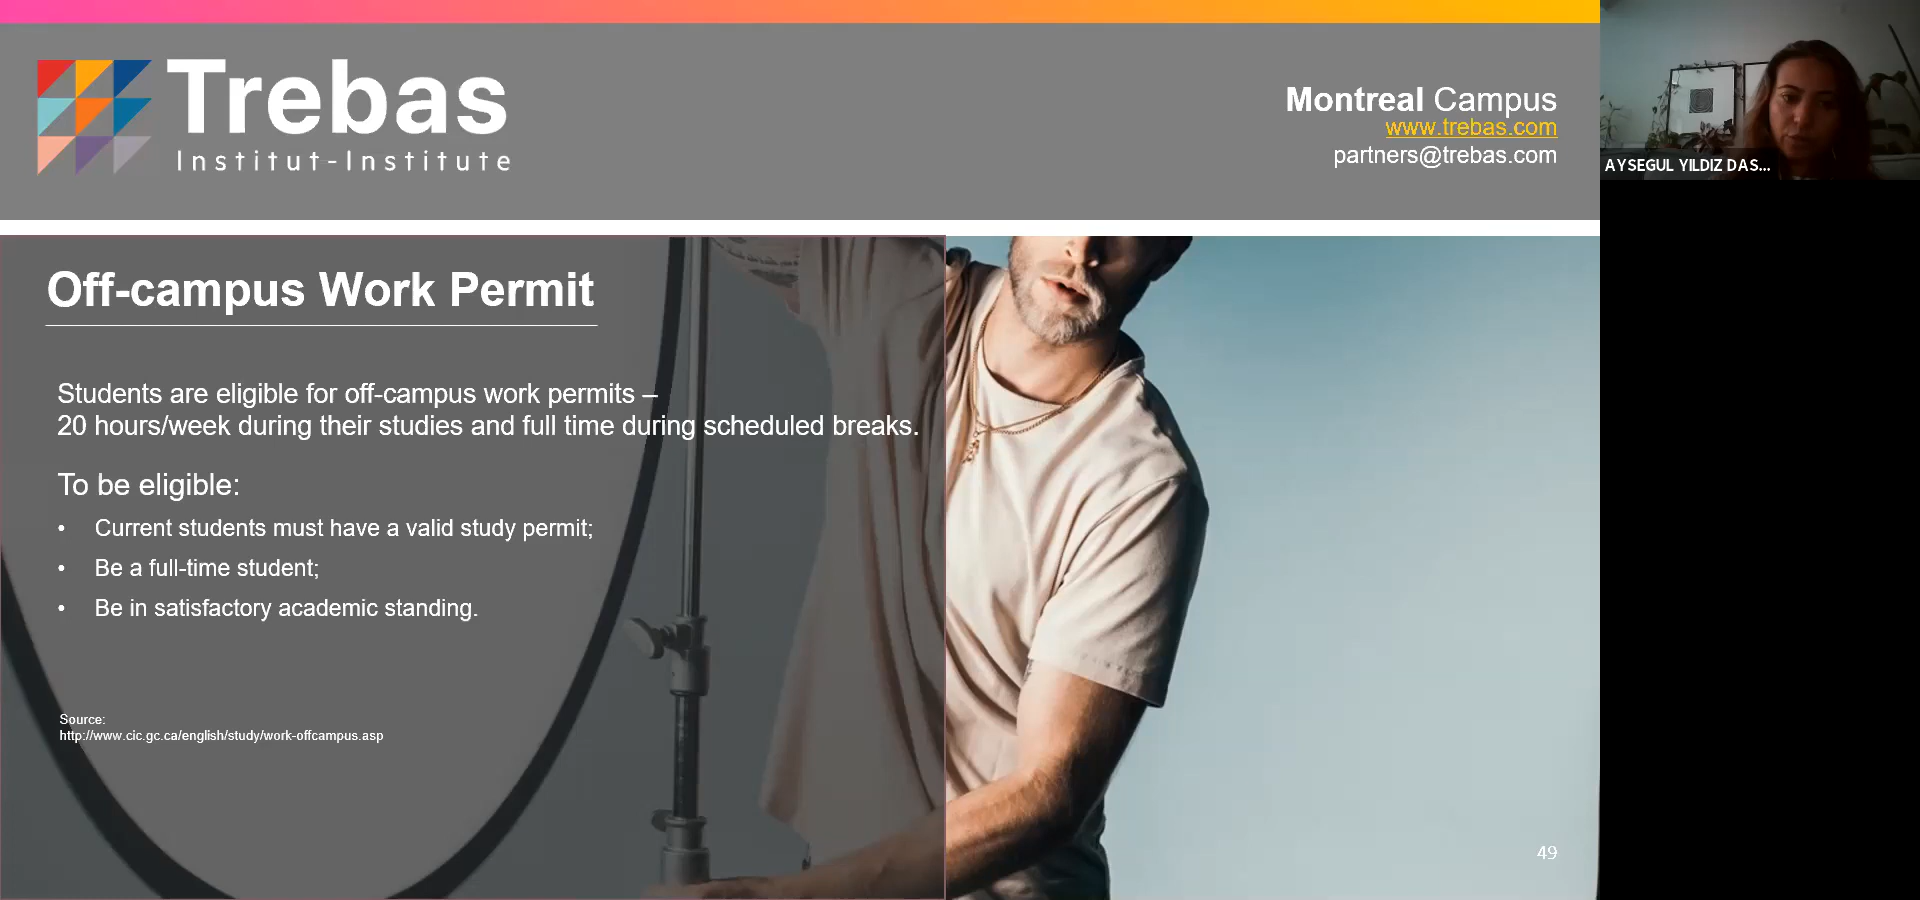 Trebas
Institut-Institute
Montreal Campus
www.trebas.com
partners@trebas.com
AYSEGUL YILDIZ DAS...
Off-campus Work Permit
Students are eligible for off-campus work permits –
20 hours/week during their studies and full time during scheduled breaks.
To be eligible:
• Current students must have a valid study permit;
• Be a full-time student;
• Be in satisfactory academic standing.
Source:
http://www.cic.gc.ca/english/study/work-offcampus.asp
49